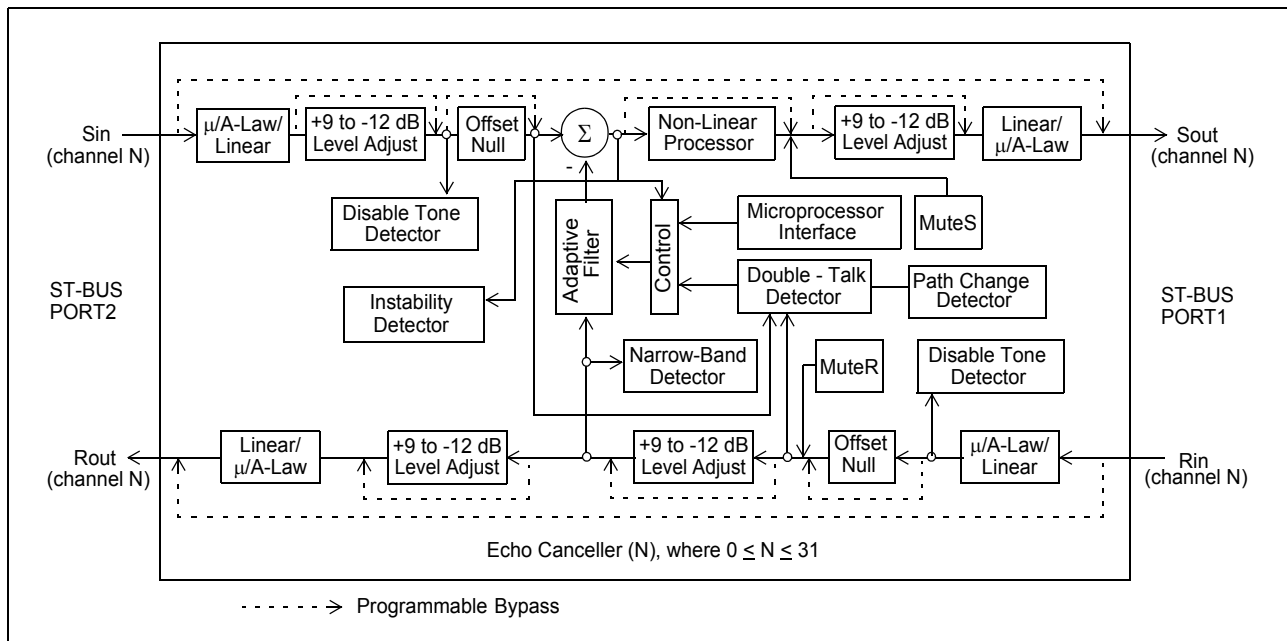 Sin
(channel N)
μ/A-Law/
Linear
+9 to -12 dB
Level Adjust
Offset
Null
Σ
-
Non-Linear
Processor
+9 to -12 dB
Level Adjust
Linear/
μ/A-Law
Sout
(channel N)
Disable Tone
Detector
Adaptive
Filter
Control
Microprocessor
Interface
MuteS
ST-BUS
PORT2
Instability
Detector
Double - Talk
Detector
Path Change
Detector
ST-BUS
PORT1
Narrow-Band
Detector
MuteR
Disable Tone
Detector
Rout
(channel N)
Linear/
μ/A-Law
+9 to -12 dB
Level Adjust
+9 to -12 dB
Level Adjust
Offset
Null
μ/A-Law/
Linear
Rin
(channel N)
Echo Canceller (N), where 0 ≤ N ≤ 31
Programmable Bypass